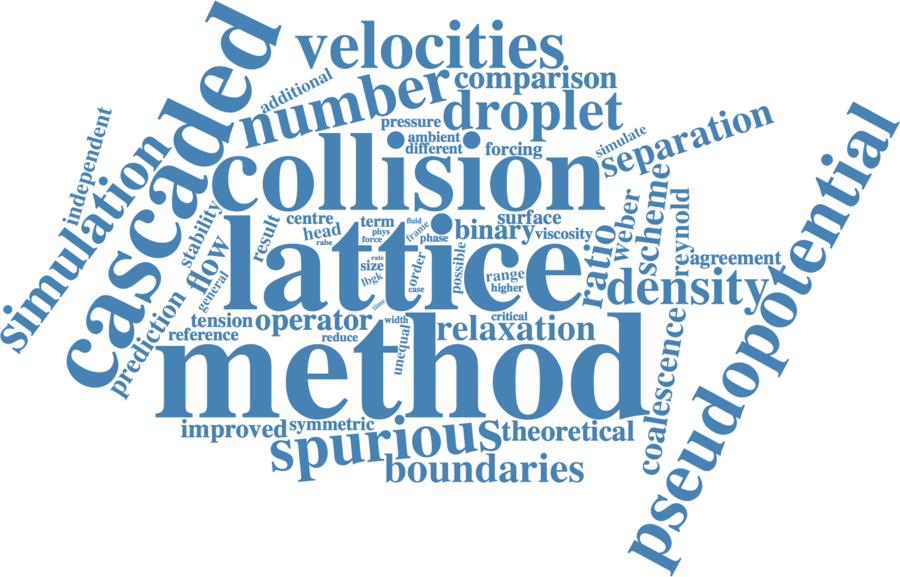 velocities
cascaded
additional
number
comparison
droplet
pressure
ambient
different
forcing
simulate
separation
independent
simulation
collision
pseudopotential
stability
flow
general
result
centre
head
rabe
term
phys
force
fluid
frame
phase
binary
surface
viscosity
ratio
weber
scheme
reynold
agreement
lattice
rate
size
lbgk
order
case
possible
range
higher
density
time
prediction
tension
reference
operator
reduce
width
unequal
critical
relaxation
coalescence
method
improved
symmetric
spurious
theoretical
boundaries